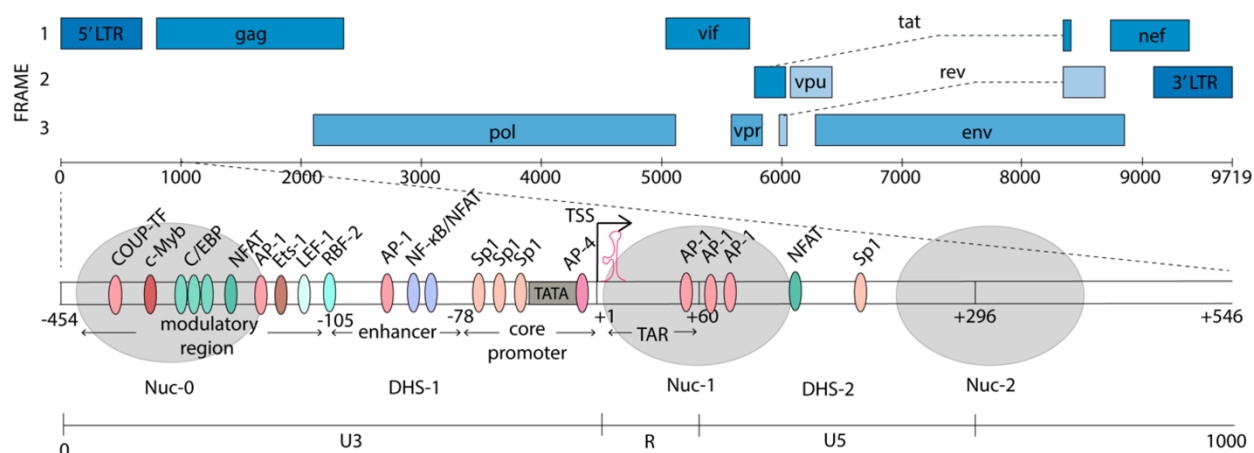 FRAME
1
5′ LTR
gag
vif
tat
nef
2
rev
vpu
3′ LTR
3
pol
vpr
env
0 1000 2000 3000 4000 5000 6000 7000 8000 9000 9719
COUP-TF
c-Myb
C/EBP
NFAT
AP-1
Ets-1
LEF-1
RBF-2
AP-1
NF-κB/NFAT
Sp1
Sp1
Sp1
TATA
AP-4
TSS
AP-1
AP-1
AP-1
NFAT
Sp1
-454
modulatory
region
-105
enhancer
-78
core
promoter
+1
TAR
+60
+296
+546
Nuc-0
DHS-1
Nuc-1
DHS-2
Nuc-2
0
U3
R
U5
1000